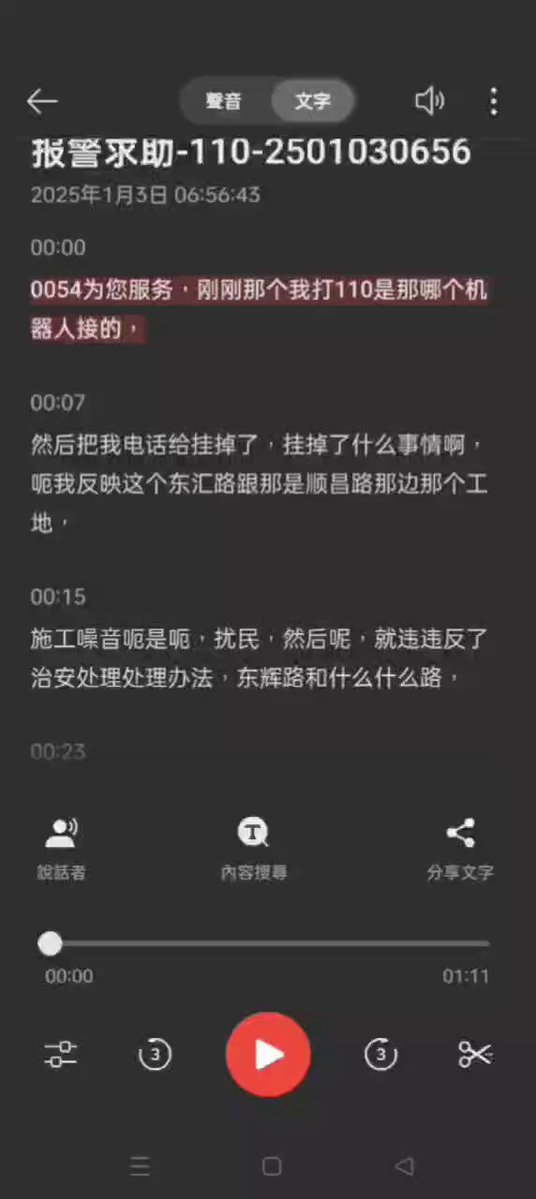 聲音
文字
报警求助-110-2501030656
2025年1月3日 06:56:43
00:00
0054为您服务，刚刚那个我打110是那哪个机
器人接的，
00:07
然后把我电话给挂掉了，挂掉了什么事情啊，
呃我反映这个东汇路跟那是顺昌路那边那个工
地，
00:15
施工噪音呃是呃，扰民，然后呢，就违违反了
治安处理处理办法，东辉路和什么什么路，
00:23
說話者
內容搜尋
分享文字
00:00
01:11
3
3